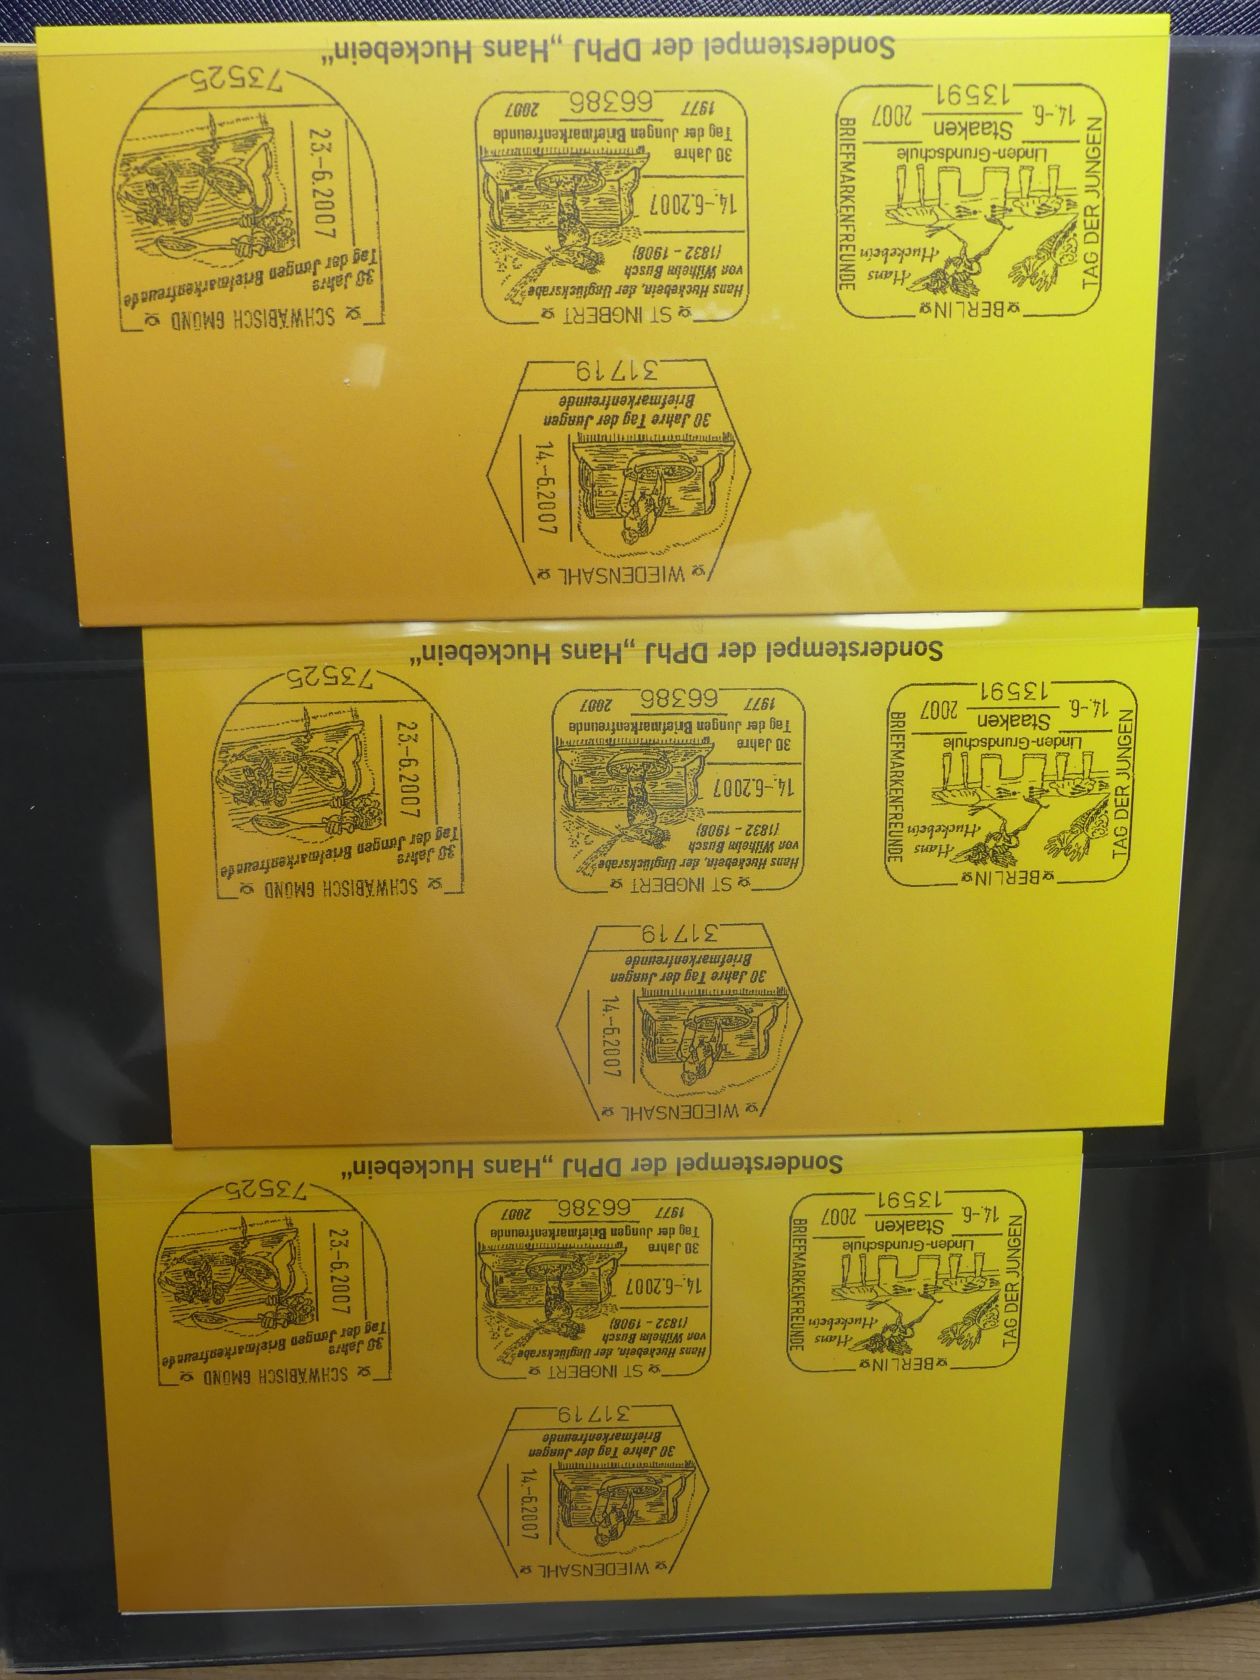 WIEDENSAHL
14.-6.2007
30 Jahre Tag der Jungen
Briefmarkenfreunde
31719
BERLIN
TAG DER JUNGEN
Hans
Huckebein
BRIEFMARKENFREUNDE
Linden-Grundschule
Staaken
14.-6. 2007
13591
ST INGBERT
Hans Huckebein, der Unglücksrabe
von Wilhelm Busch
(1832 - 1908)
14.-6.2007
30 Jahre
Tag der Jungen Briefmarkenfreunde
1977 66386 2007
SCHWÄBISCH GMÜND
30 Jahre
Tag der Jungen Briefmarkenfreunde
23.-6.2007
73525
Sonderstempel der DPhJ „Hans Huckebein“
WIEDENSAHL
14.-6.2007
30 Jahre Tag der Jungen
Briefmarkenfreunde
31719
BERLIN
TAG DER JUNGEN
Hans
Huckebein
BRIEFMARKENFREUNDE
Linden-Grundschule
Staaken
14.-6. 2007
13591
ST INGBERT
Hans Huckebein, der Unglücksrabe
von Wilhelm Busch
(1832 - 1908)
14.-6.2007
30 Jahre
Tag der Jungen Briefmarkenfreunde
1977 66386 2007
SCHWÄBISCH GMÜND
30 Jahre
Tag der Jungen Briefmarkenfreunde
23.-6.2007
73525
Sonderstempel der DPhJ „Hans Huckebein“
WIEDENSAHL
14.-6.2007
30 Jahre Tag der Jungen
Briefmarkenfreunde
31719
BERLIN
TAG DER JUNGEN
Hans
Huckebein
BRIEFMARKENFREUNDE
Linden-Grundschule
Staaken
14.-6. 2007
13591
ST INGBERT
Hans Huckebein, der Unglücksrabe
von Wilhelm Busch
(1832 - 1908)
14.-6.2007
30 Jahre
Tag der Jungen Briefmarkenfreunde
1977 66386 2007
SCHWÄBISCH GMÜND
30 Jahre
Tag der Jungen Briefmarkenfreunde
23.-6.2007
73525
Sonderstempel der DPhJ „Hans Huckebein“